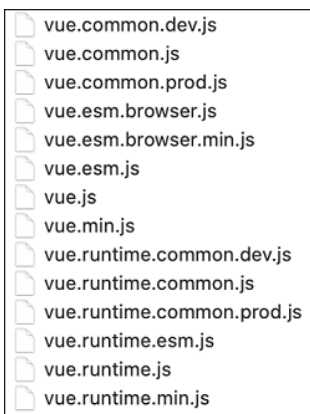 vue.common.dev.js
vue.common.js
vue.common.prod.js
vue.esm.browser.js
vue.esm.browser.min.js
vue.esm.js
vue.js
vue.min.js
vue.runtime.common.dev.js
vue.runtime.common.js
vue.runtime.common.prod.js
vue.runtime.esm.js
vue.runtime.js
vue.runtime.min.js